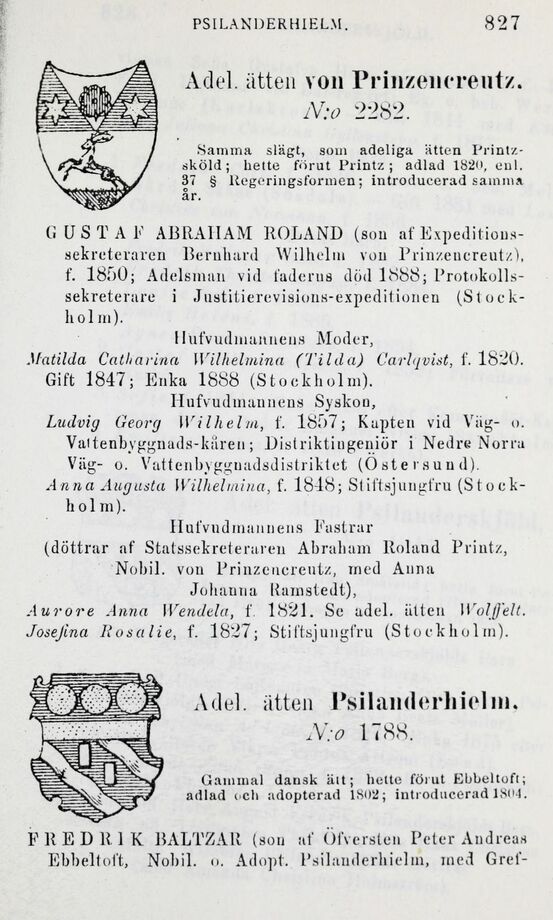 PSILANDERHIELM. 827
Adel. ätten von Prinzencreutz.
N:o 2282.
Samma slägt, som adeliga ätten Printz-
sköld; hette förut Printz; adlad 1820, enl.
37 § Regeringsformen; introducerad samma
år.
GUSTAF ABRAHAM ROLAND (son af Expeditions-
sekreteraren Bernhard Wilhelm von Prinzencreutz),
f. 1850; Adelsman vid faderns död 1888; Protokolls-
sekreterare i Justitierevisions-expeditionen (Stock-
holm).
Hufvudmannens Moder,
Matilda Catharina Wilhelmina (Tilda) Carlqvist, f. 1820.
Gift 1847; Enka 1888 (Stockholm).
Hufvudmannens Syskon,
Ludvig Georg Wilhelm, f. 1857; Kapten vid Väg- o.
Vattenbyggnads-kåren; Distriktingeniör i Nedre Norra
Väg- o. Vattenbyggnadsdistriktet (Östersund).
Anna Augusta Wilhelmina, f. 1848; Stiftsjungfru (Stock-
holm).
Hufvudmannens Fastrar
(döttrar af Statssekreteraren Abraham Roland Printz,
Nobil. von Prinzencreutz, med Anna
Johanna Ramstedt),
Aurore Anna Wendela, f. 1821. Se adel. ätten Wolffelt.
Josefina Rosalie, f. 1827; Stiftsjungfru (Stockholm).
Adel. ätten Psilanderhielm.
N:o 1788.
Gammal dansk ätt; hette förut Ebbeltoft;
adlad och adopterad 1802; introducerad 1804.
FREDRIK BALTZAR (son af Öfversten Peter Andreas
Ebbeltoft, Nobil. o. Adopt. Psilanderhielm, med Gref-